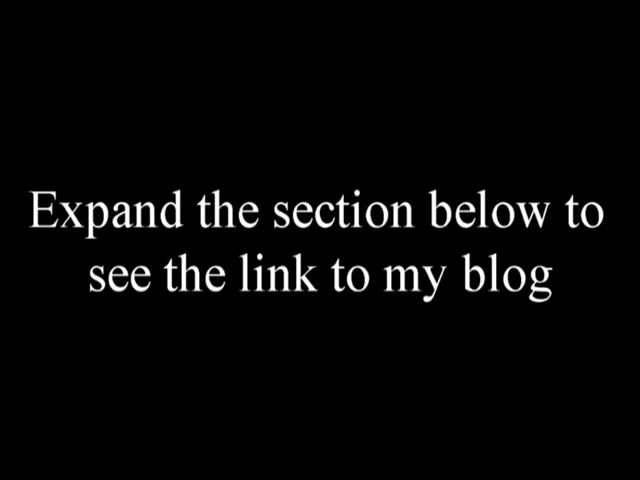 Expand the section below to
see the link to my blog